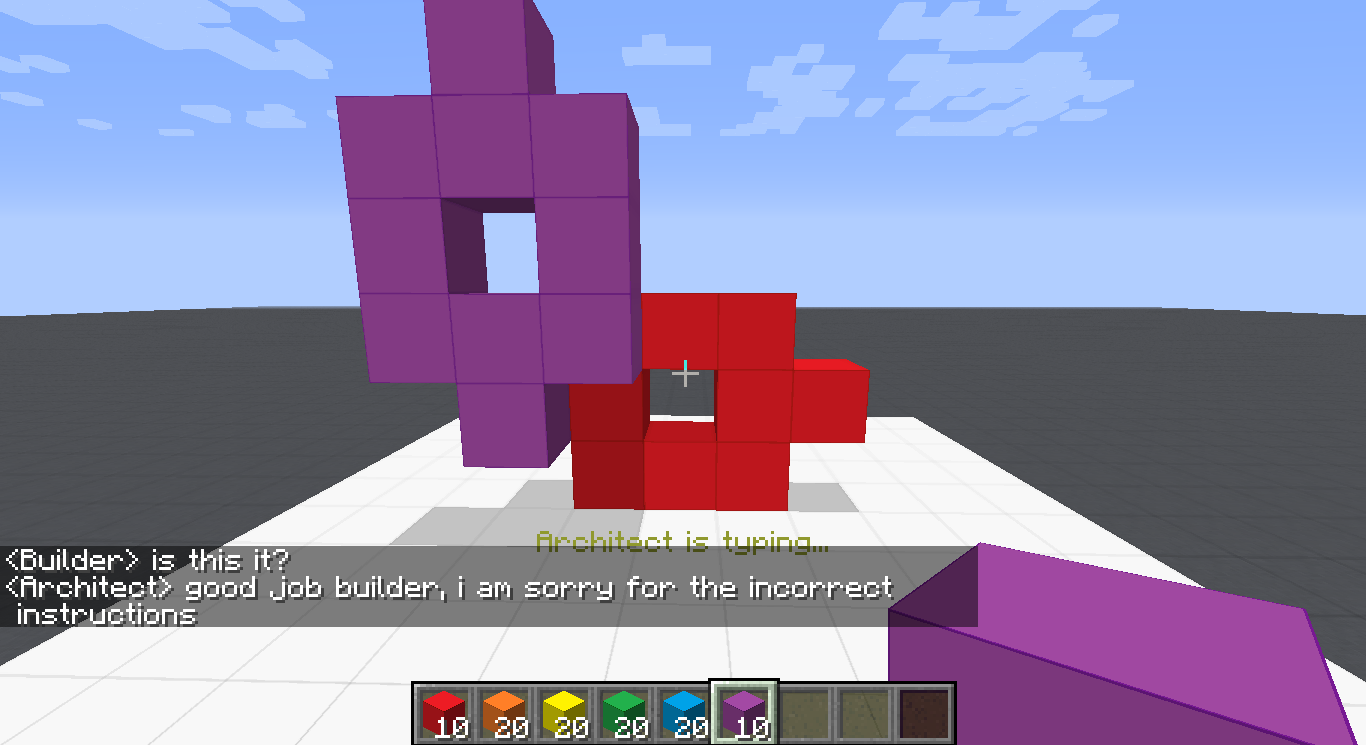 Architect is typing...
<Builder> is this it?
<Architect> good job builder, i am sorry for the incorrect
instructions
10 20 20 20 20 10